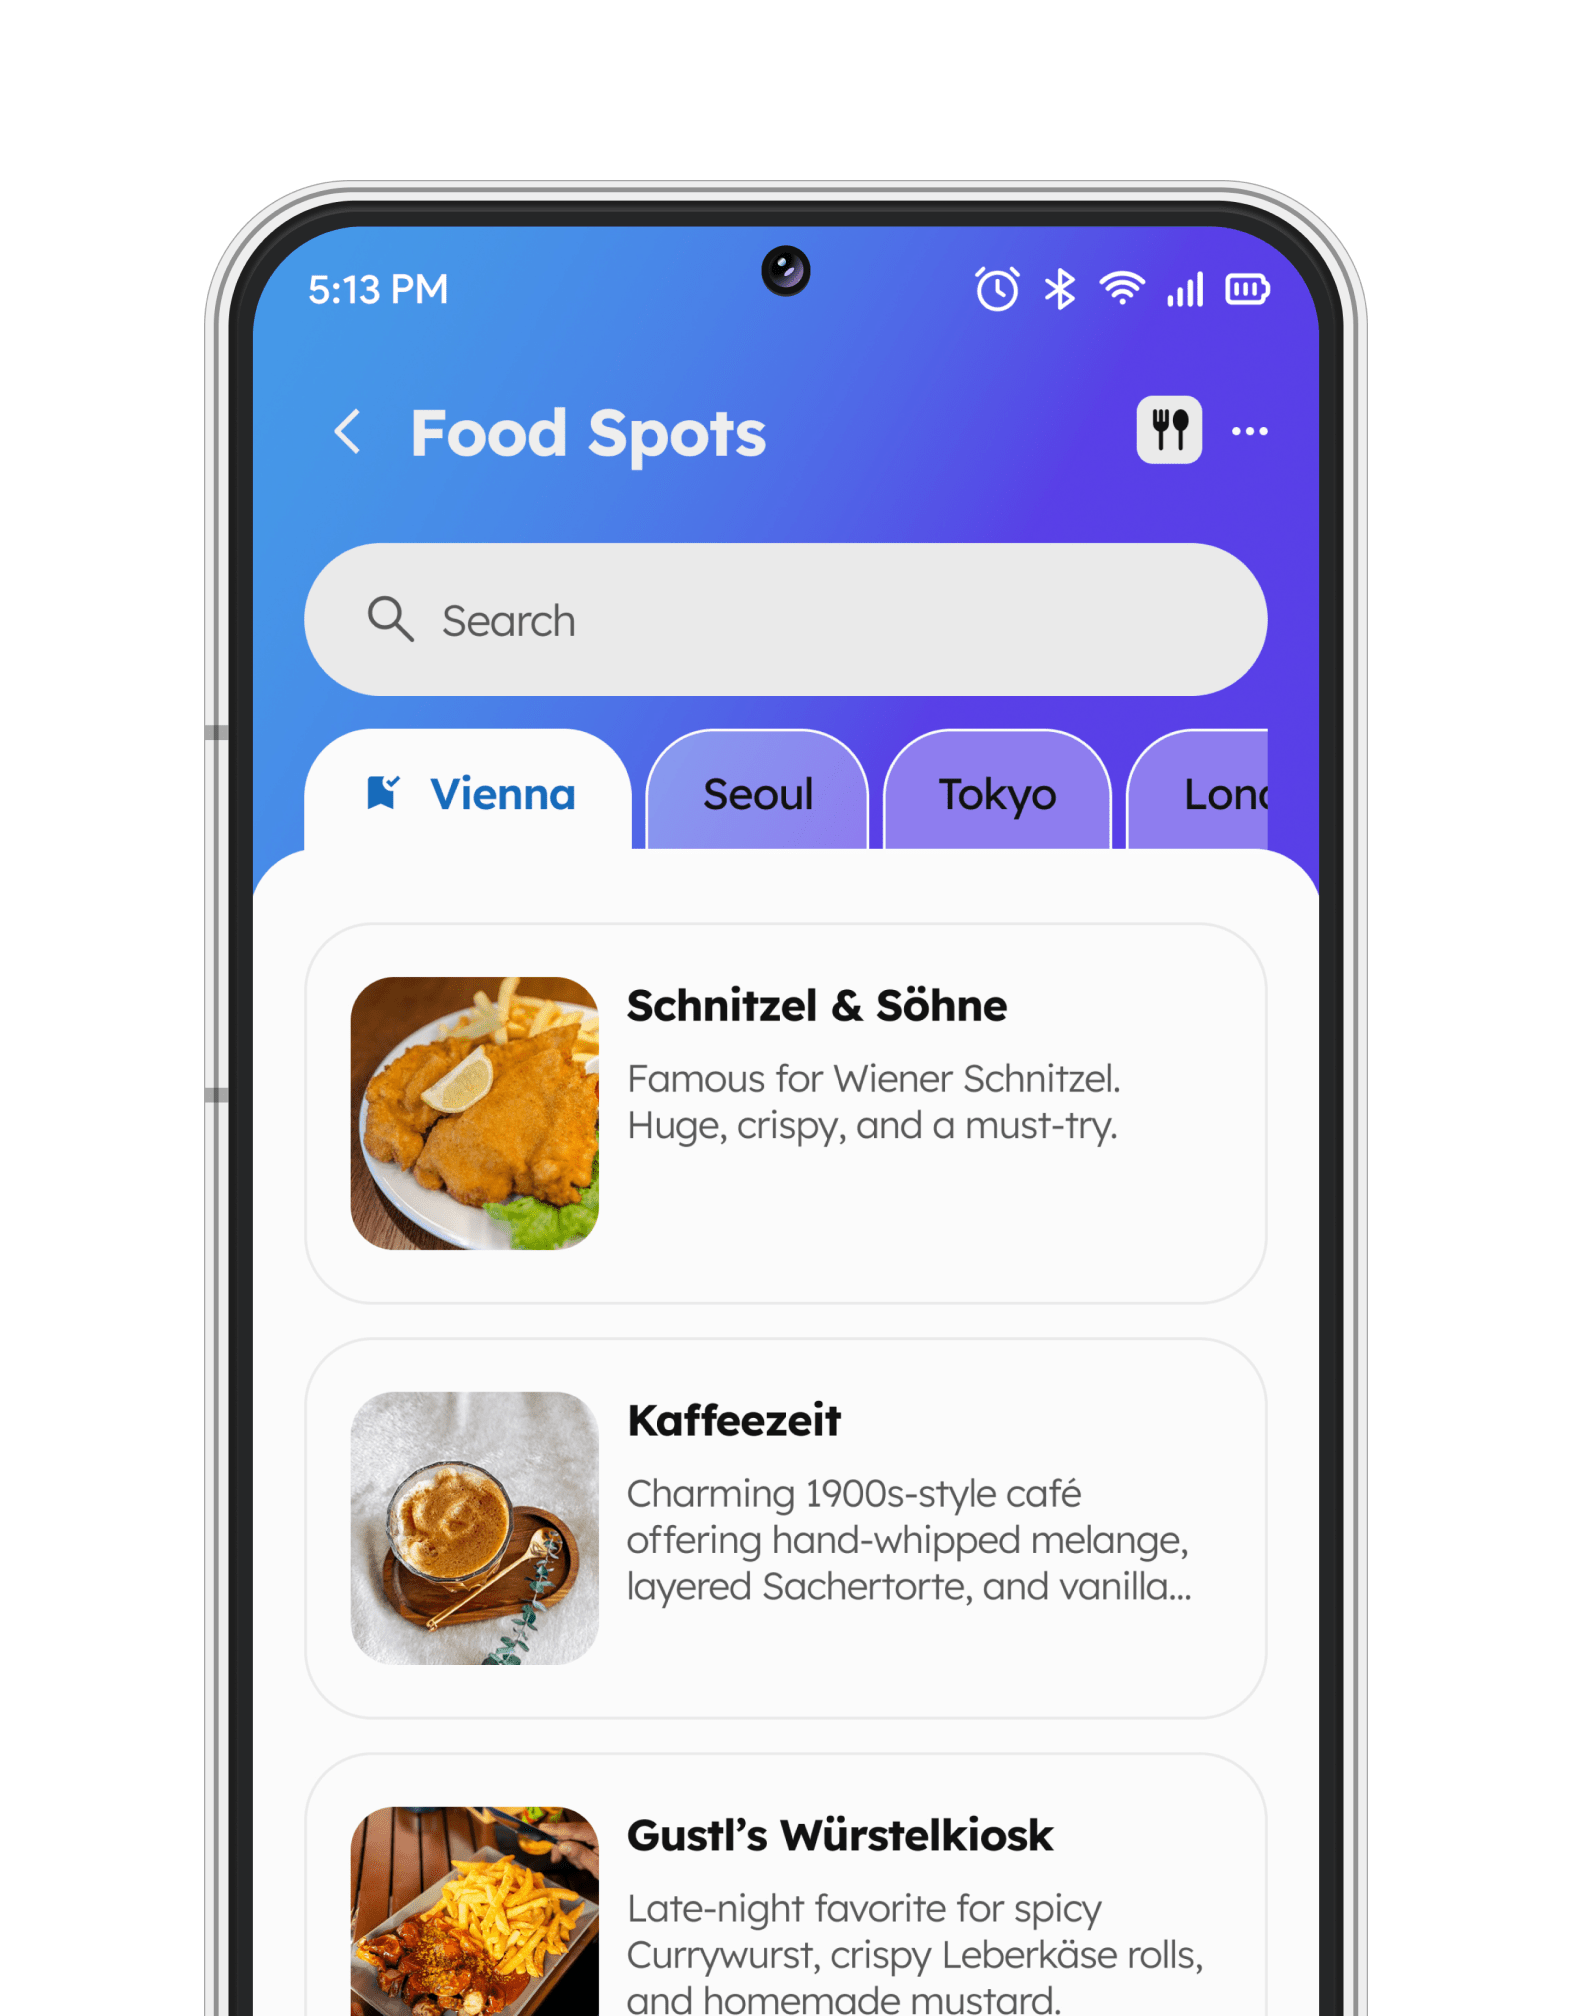 5:13 PM
Food Spots
Search
Vienna
Seoul
Tokyo
Lon
Schnitzel & Söhne
Famous for Wiener Schnitzel.
Huge, crispy, and a must-try.
Kaffeezeit
Charming 1900s-style café
offering hand-whipped melange,
layered Sachertorte, and vanilla...
Gustl’s Würstelkiosk
Late-night favorite for spicy
Currywurst, crispy Leberkäse rolls,
and homemade mustard.